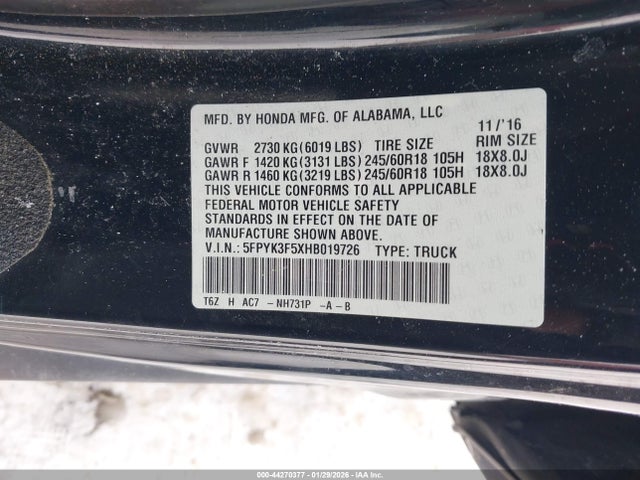 MFD. BY HONDA MFG. OF ALABAMA, LLC
11/'16
GVWR 2730 KG(6019 LBS) TIRE SIZE RIM SIZE
GAWR F 1420 KG(3131 LBS) 245/60R18 105H 18X8.0J
GAWR R 1460 KG(3219 LBS) 245/60R18 105H 18X8.0J
THIS VEHICLE CONFORMS TO ALL APPLICABLE
FEDERAL MOTOR VEHICLE SAFETY
STANDARDS IN EFFECT ON THE DATE OF
MANUFACTURE SHOWN ABOVE.
V.I.N.: 5FPYK3F5XHB019726 TYPE: TRUCK
T6Z H AC7 -NH731P -A-B
000-44270377 - 01/29/2026 - IAA Inc.